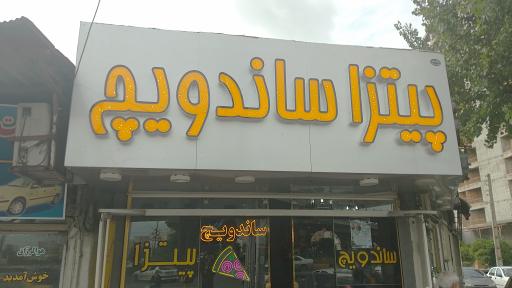 پیتزا ساندویچ
ساندویچ
پیتزا
ساندویچ
خوش آمدید